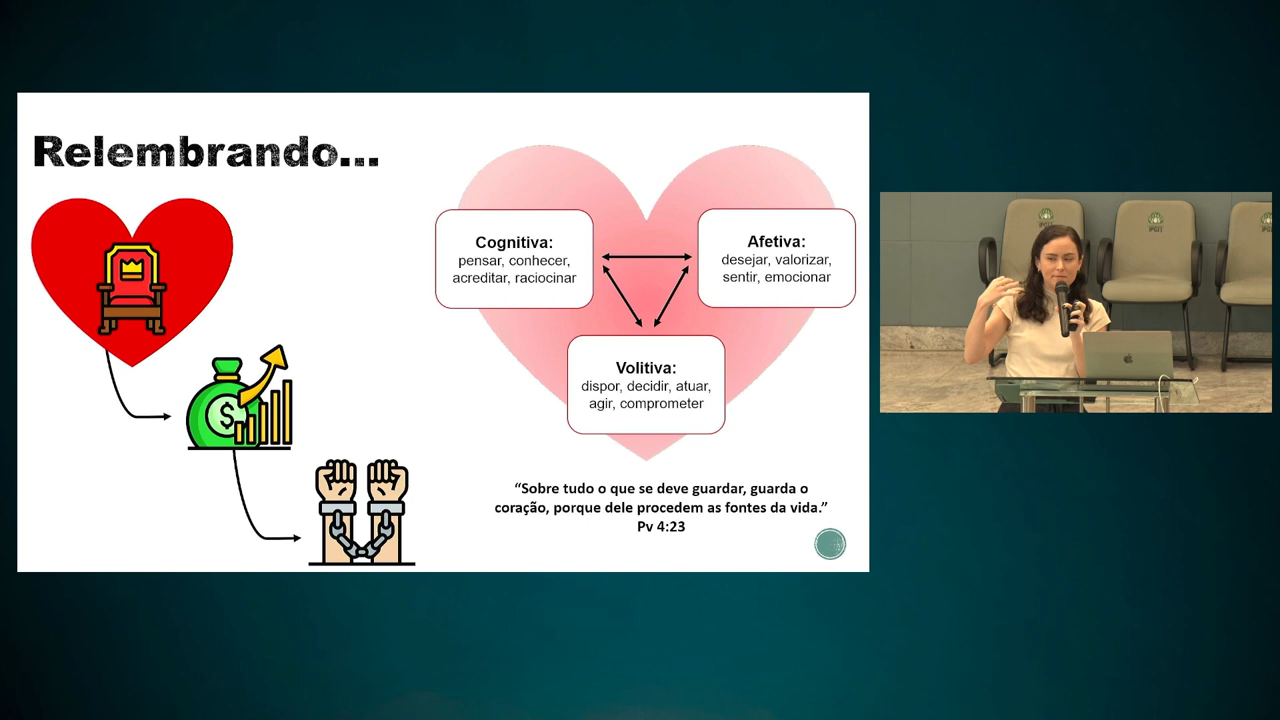 Relembrando...
Cognitiva:
pensar, conhecer,
acreditar, raciocinar
Afetiva:
desejar, valorizar,
sentir, emocionar
Volitiva:
dispor, decidir, atuar,
agir, comprometer
$
“Sobre tudo o que se deve guardar, guarda o
coração, porque dele procedem as fontes da vida.”
Pv 4:23